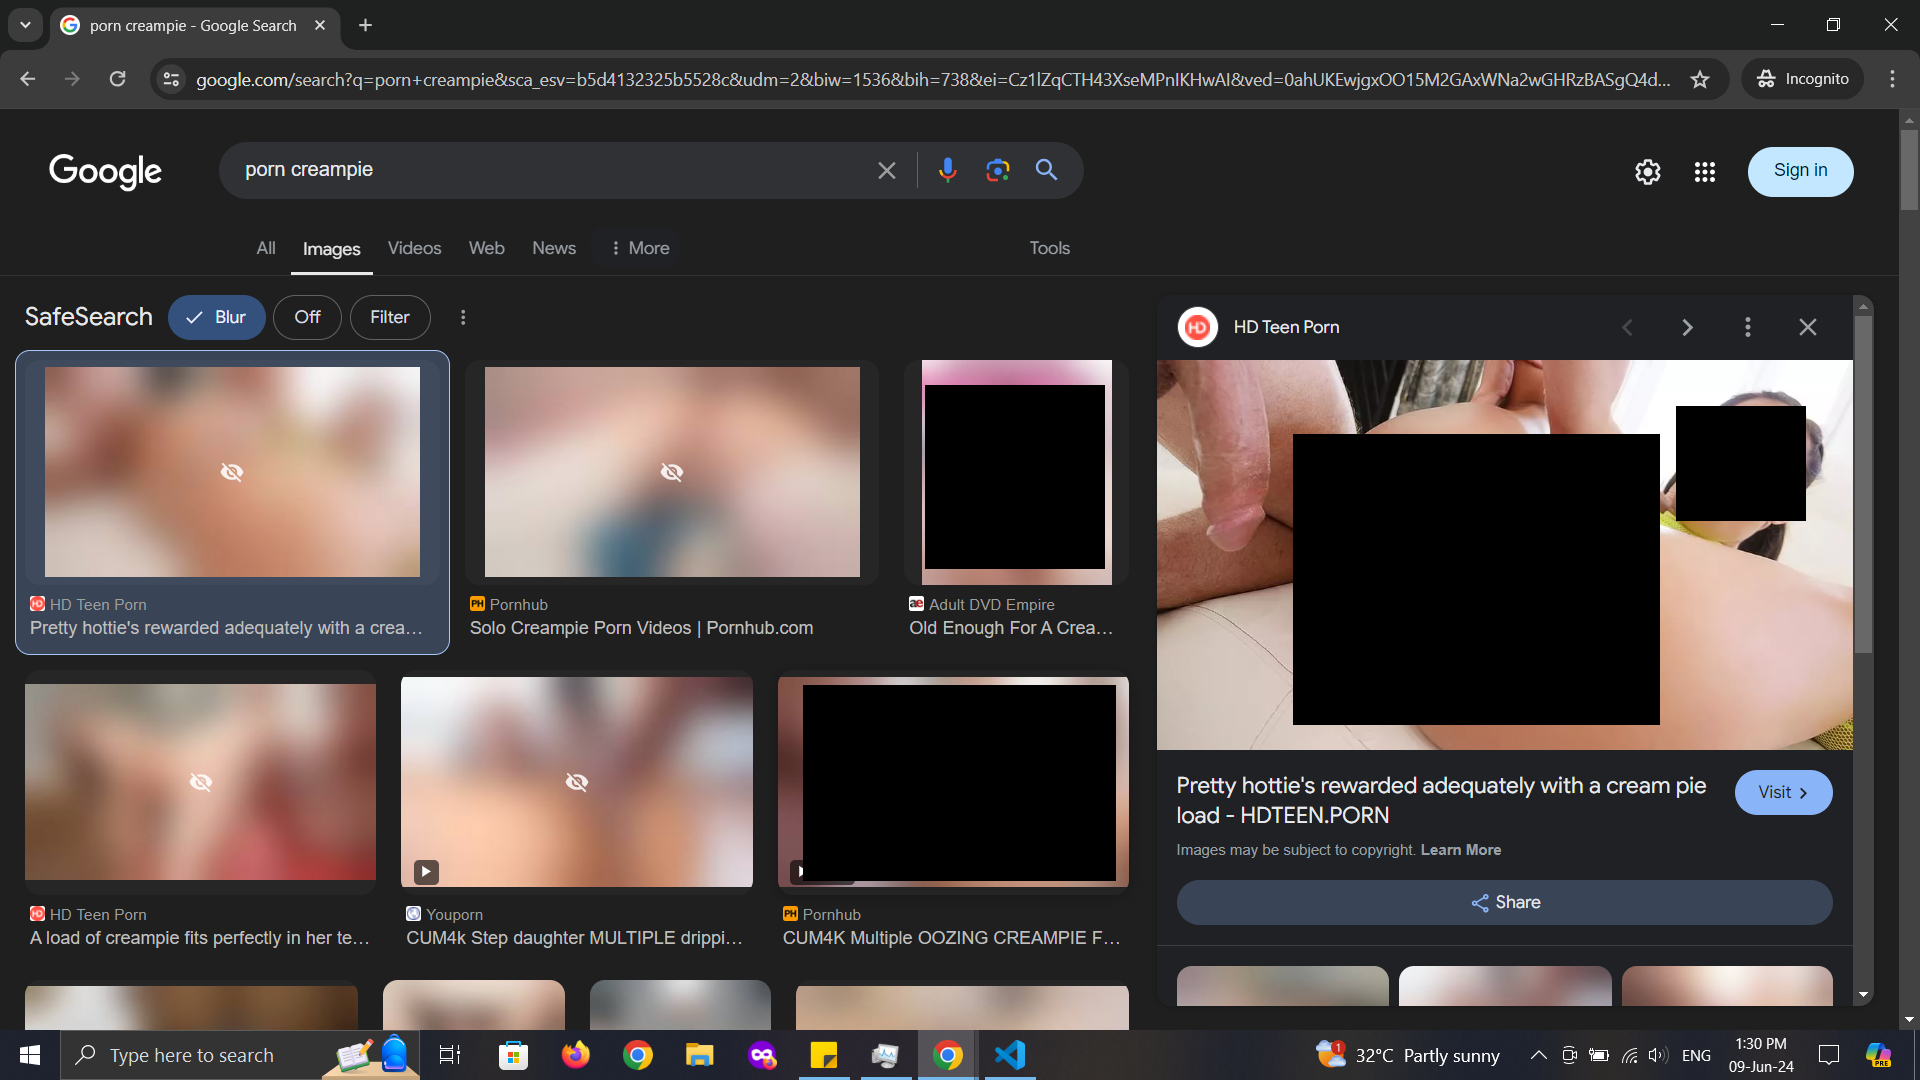 porn creampie - Google Search
google.com/search?q=porn+creampie&sca_esv=b5d4132325b5528c&udm=2&biw=1536&bih=738&ei=Cz1lZqCTH43XseMPnIKHwAI&ved=0ahUKEwjgxOO15M2GAxWNa2wGHRzBASgQ4d...
Incognito
Google
porn creampie
Sign in
All Images Videos Web News More Tools
SafeSearch Blur Off Filter
HD Teen Porn
Pretty hottie's rewarded adequately with a crea...
Pornhub
Solo Creampie Porn Videos | Pornhub.com
Adult DVD Empire
Old Enough For A Crea...
HD Teen Porn
A load of creampie fits perfectly in her te...
Youporn
CUM4k Step daughter MULTIPLE drippi...
Pornhub
CUM4K Multiple OOZING CREAMPIE F...
HD HD Teen Porn
Pretty hottie's rewarded adequately with a cream pie
load - HDTEEN.PORN
Visit
Images may be subject to copyright. Learn More
Share
Type here to search
32°C Partly sunny
ENG
1:30 PM
09-Jun-24